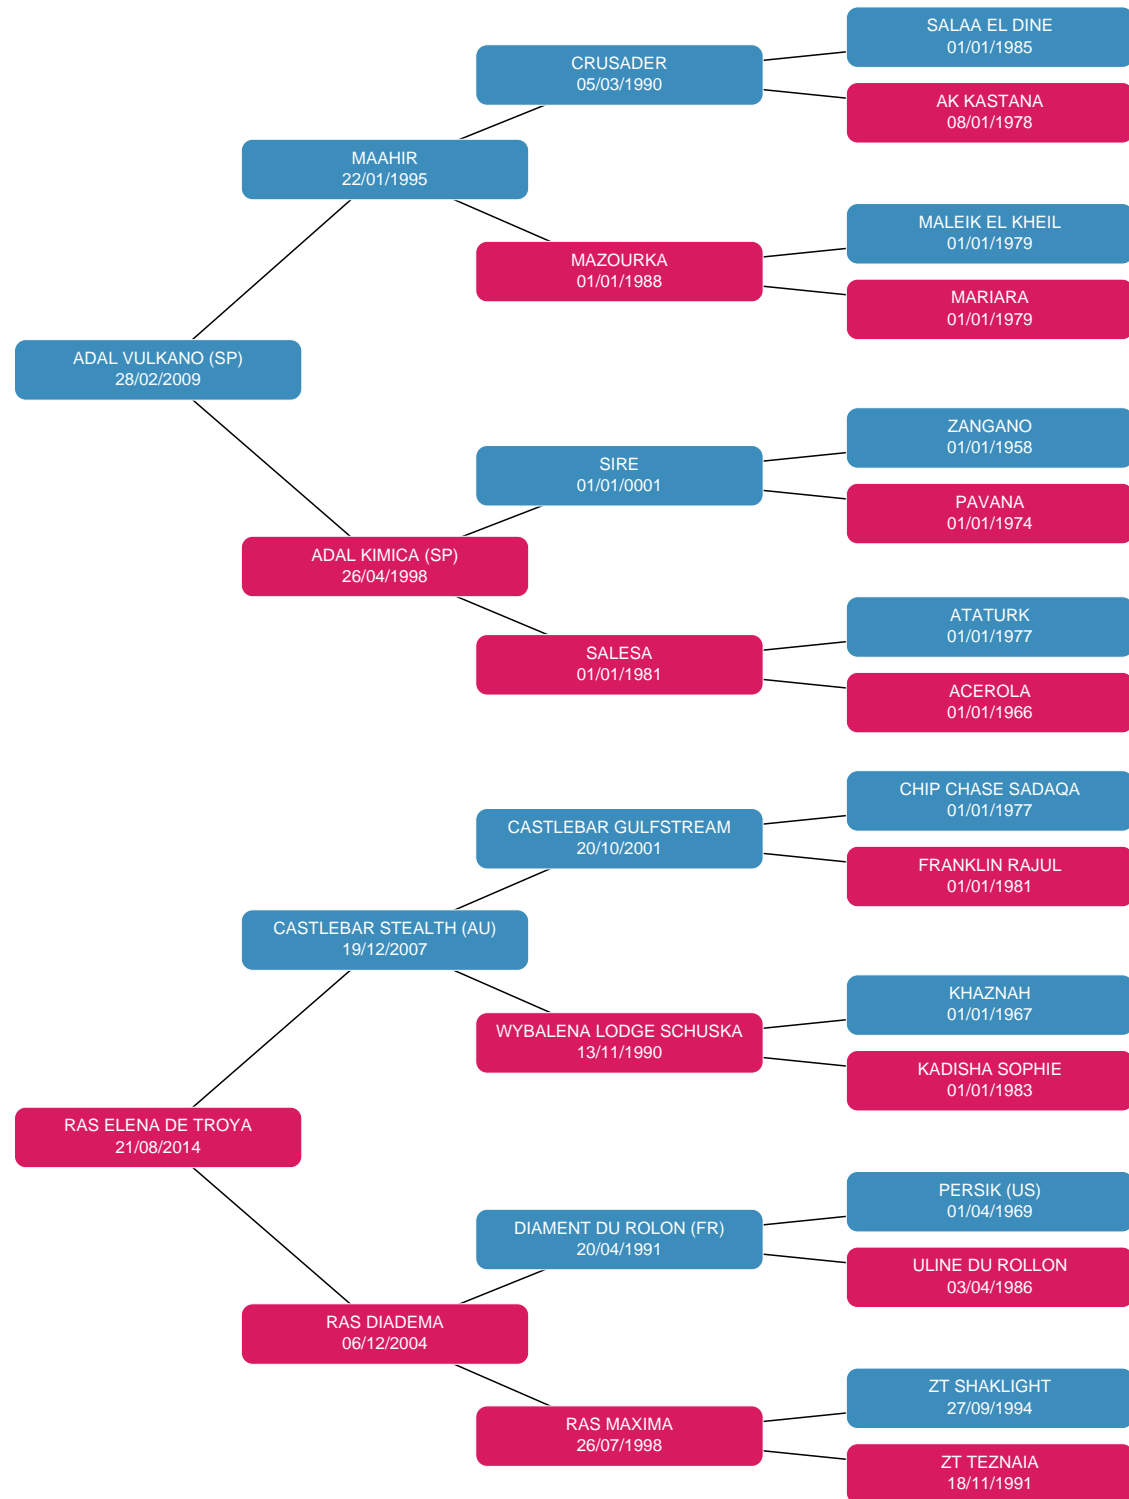 SALAA EL DINE
01/01/1985
CRUSADER
05/03/1990
AK KASTANA
08/01/1978
MAAHIR
22/01/1995
MALEIK EL KHEIL
01/01/1979
MAZOURKA
01/01/1988
MARIARA
01/01/1979
ADAL VULKANO (SP)
28/02/2009
ZANGANO
01/01/1958
SIRE
01/01/0001
PAVANA
01/01/1974
ADAL KIMICA (SP)
26/04/1998
ATATURK
01/01/1977
SALESA
01/01/1981
ACEROLA
01/01/1966
CHIP CHASE SADAQA
01/01/1977
CASTLEBAR GULFSTREAM
20/10/2001
FRANKLIN RAJUL
01/01/1981
CASTLEBAR STEALTH (AU)
19/12/2007
KHAZNAH
01/01/1967
WYBALENA LODGE SCHUSKA
13/11/1990
KADISHA SOPHIE
01/01/1983
RAS ELENA DE TROYA
21/08/2014
PERSIK (US)
01/04/1969
DIAMENT DU ROLON (FR)
20/04/1991
ULINE DU ROLLON
03/04/1986
RAS DIADEMA
06/12/2004
ZT SHAKLIGHT
27/09/1994
RAS MAXIMA
26/07/1998
ZT TEZNAIA
18/11/1991